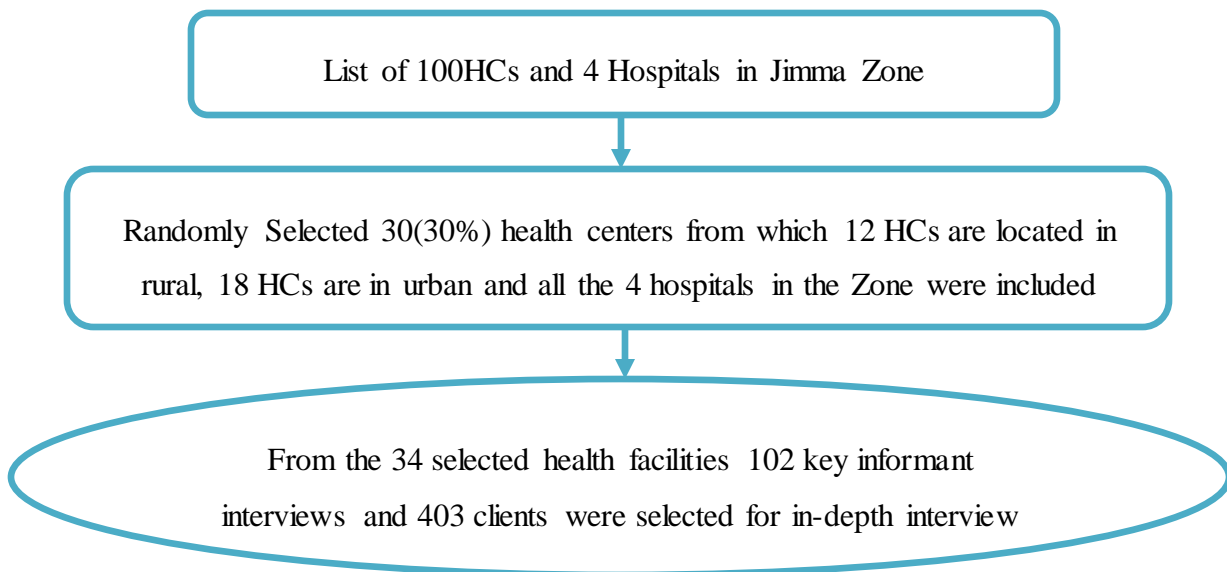 List of 100HCs and 4 Hospitals in Jimma Zone
Randomly Selected 30(30%) health centers from which 12 HCs are located in
rural, 18 HCs are in urban and all the 4 hospitals in the Zone were included
From the 34 selected health facilities 102 key informant
interviews and 403 clients were selected for in-depth interview